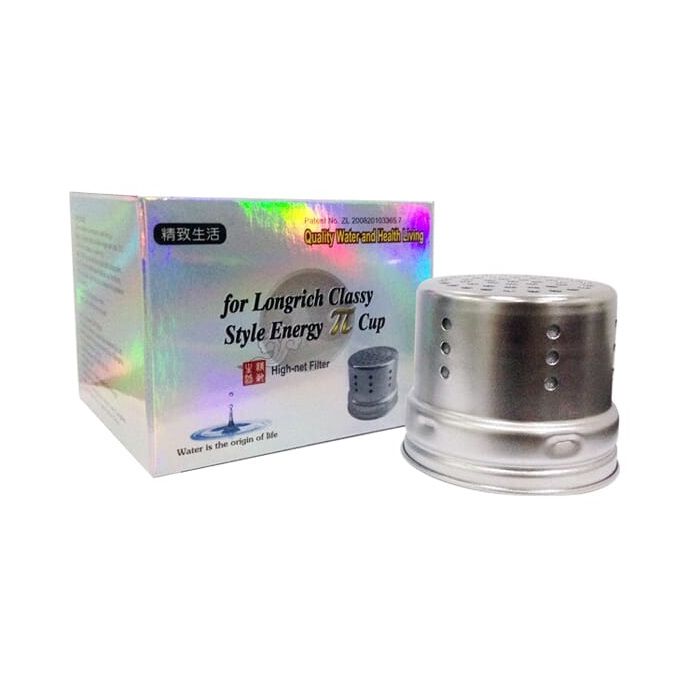 精致生活
Patent No. ZL 200820103365.7
Quality Water and Health Living
for Longrich Classy
Style Energy π Cup
High-net Filter
Water is the origin of life